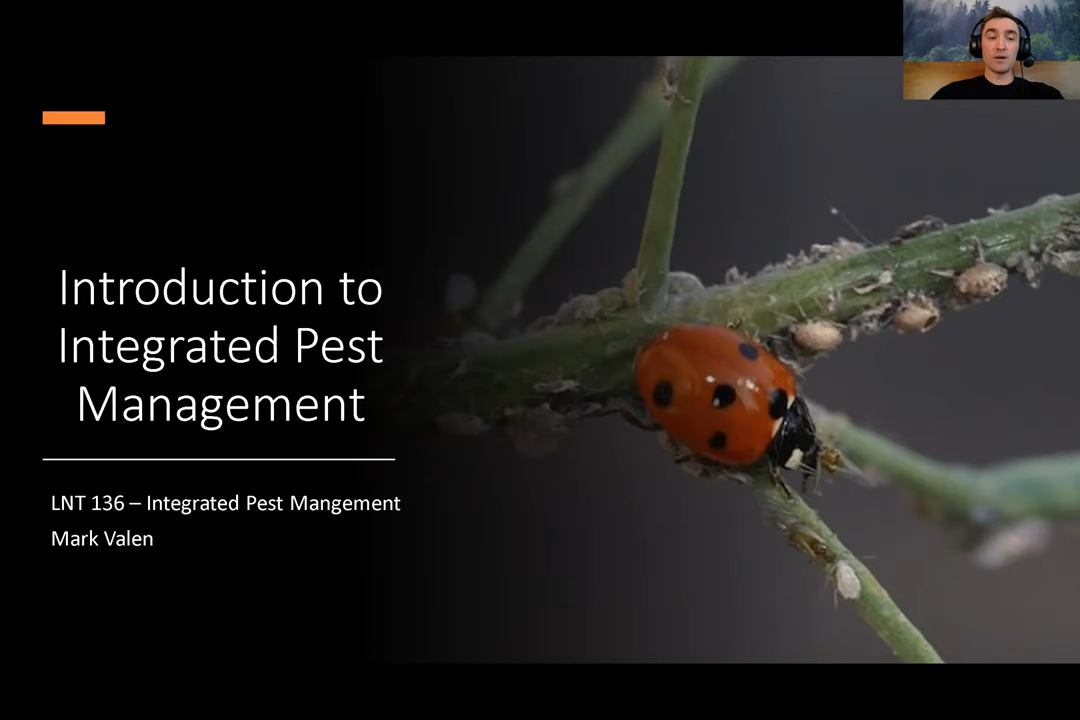 Introduction to
Integrated Pest
Management
LNT 136 – Integrated Pest Mangement
Mark Valen